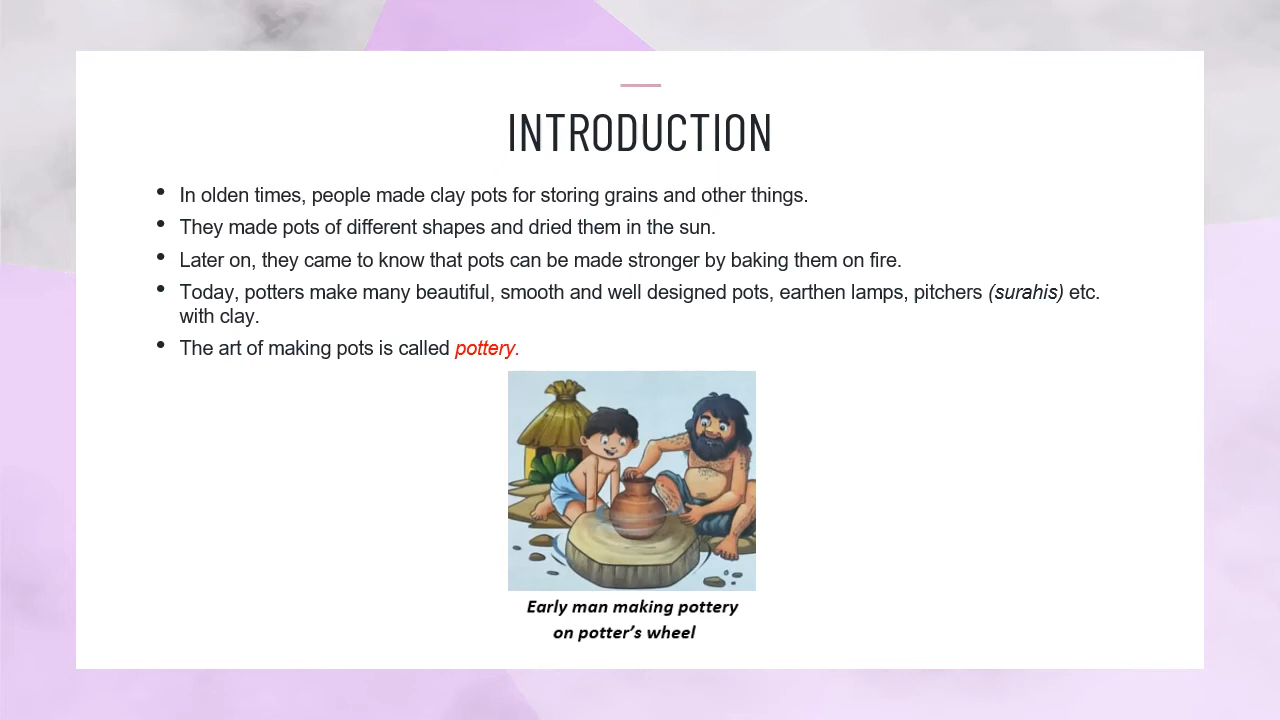 INTRODUCTION
• In olden times, people made clay pots for storing grains and other things.
• They made pots of different shapes and dried them in the sun.
• Later on, they came to know that pots can be made stronger by baking them on fire.
• Today, potters make many beautiful, smooth and well designed pots, earthen lamps, pitchers (surahis) etc.
with clay.
• The art of making pots is called pottery.
Early man making pottery
on potter’s wheel